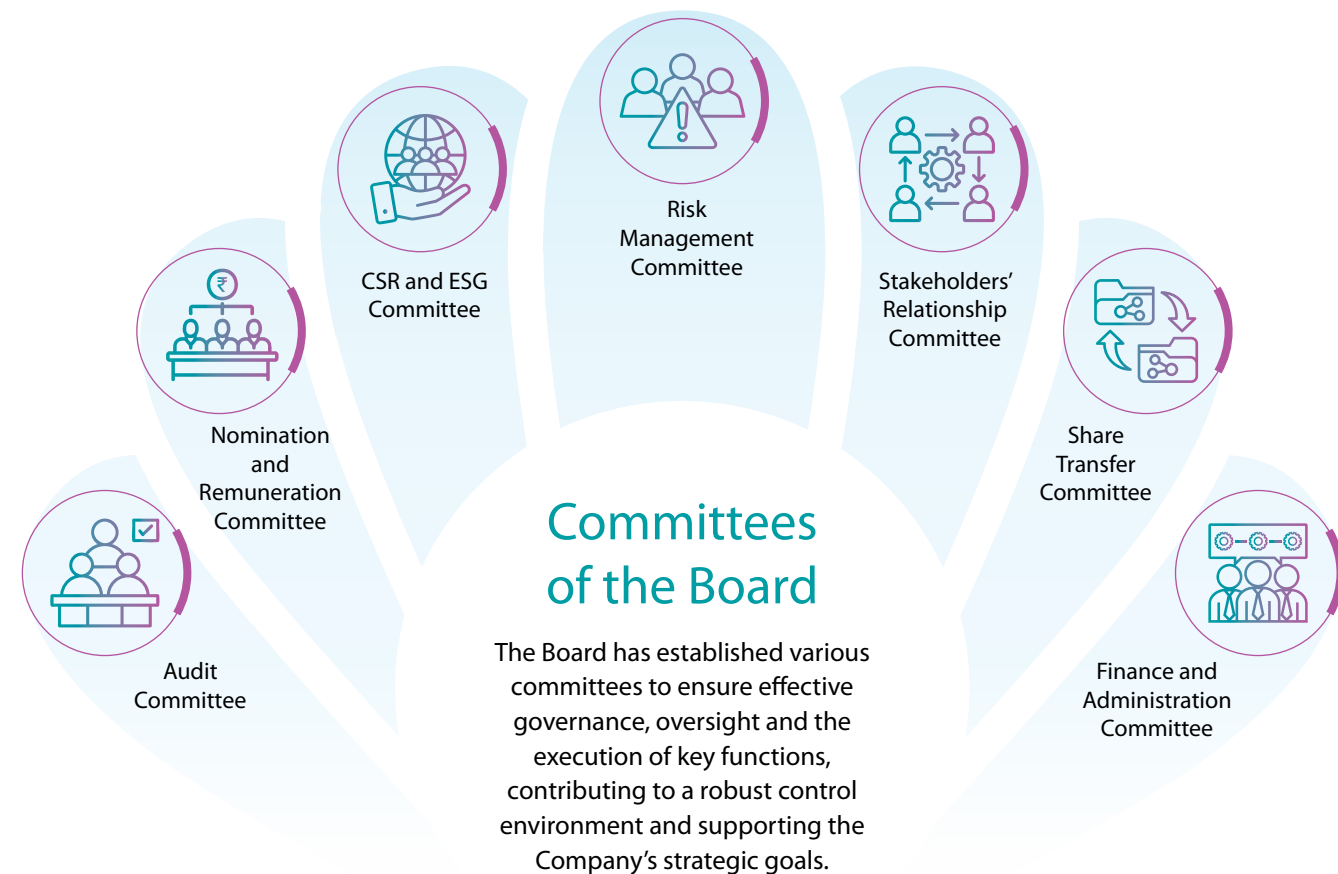 Audit
Committee
₹
Nomination
and
Remuneration
Committee
CSR and ESG
Committee
Risk
Management
Committee
Stakeholders’
Relationship
Committee
Share
Transfer
Committee
Finance and
Administration
Committee
Committees
of the Board
The Board has established various
committees to ensure effective
governance, oversight and the
execution of key functions,
contributing to a robust control
environment and supporting the
Company’s strategic goals.